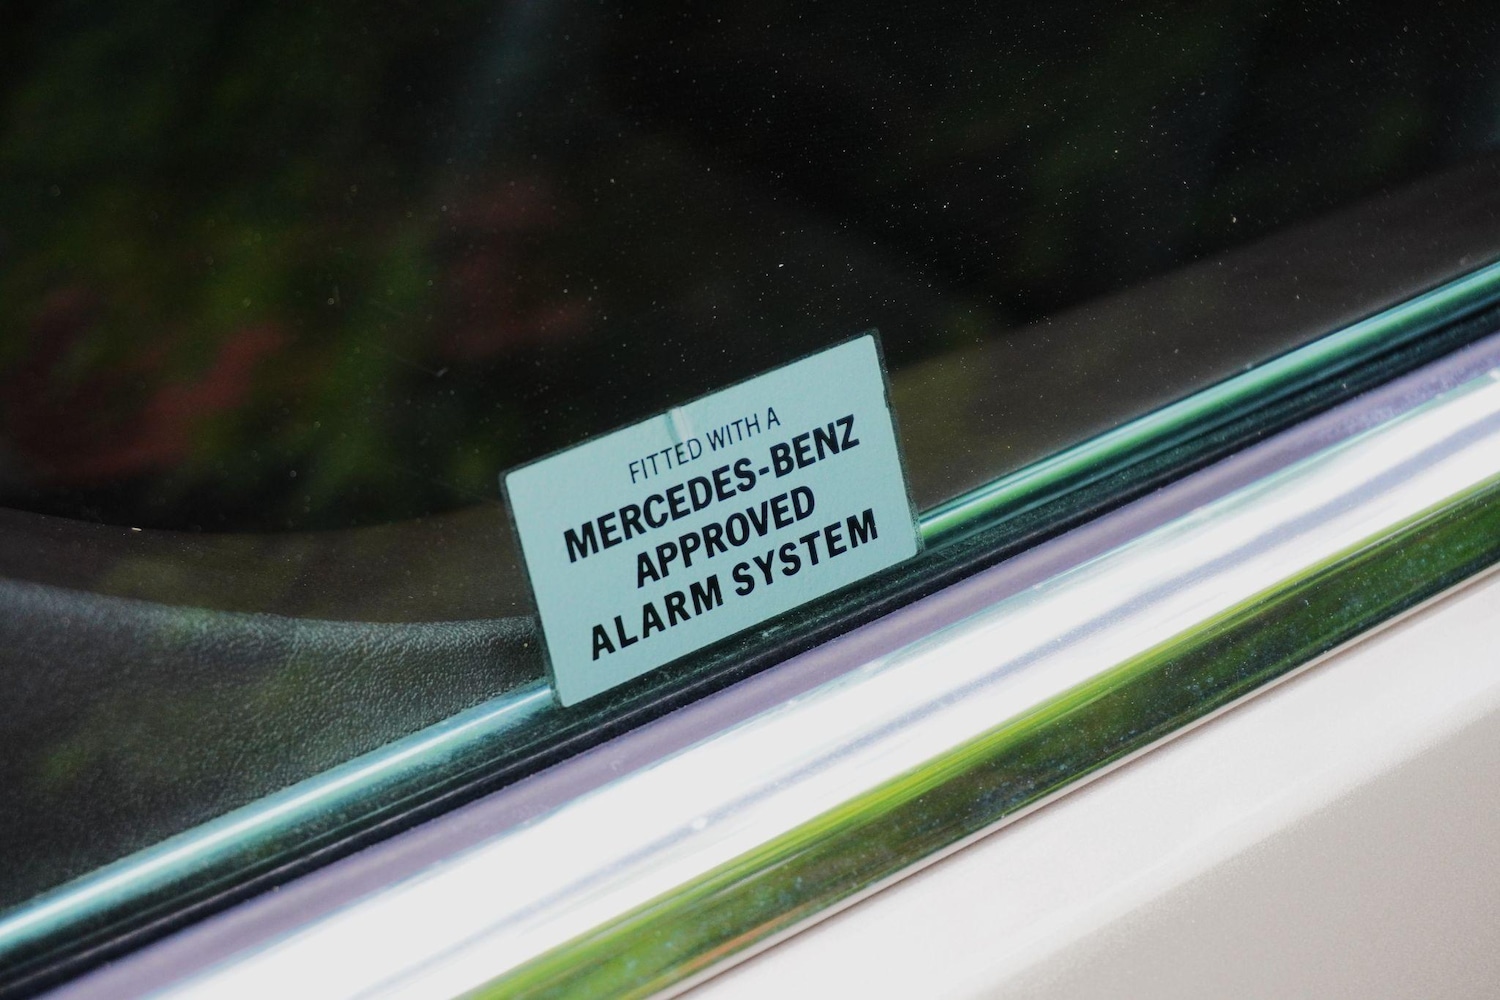 FITTED WITH A
MERCEDES-BENZ
APPROVED
ALARM SYSTEM